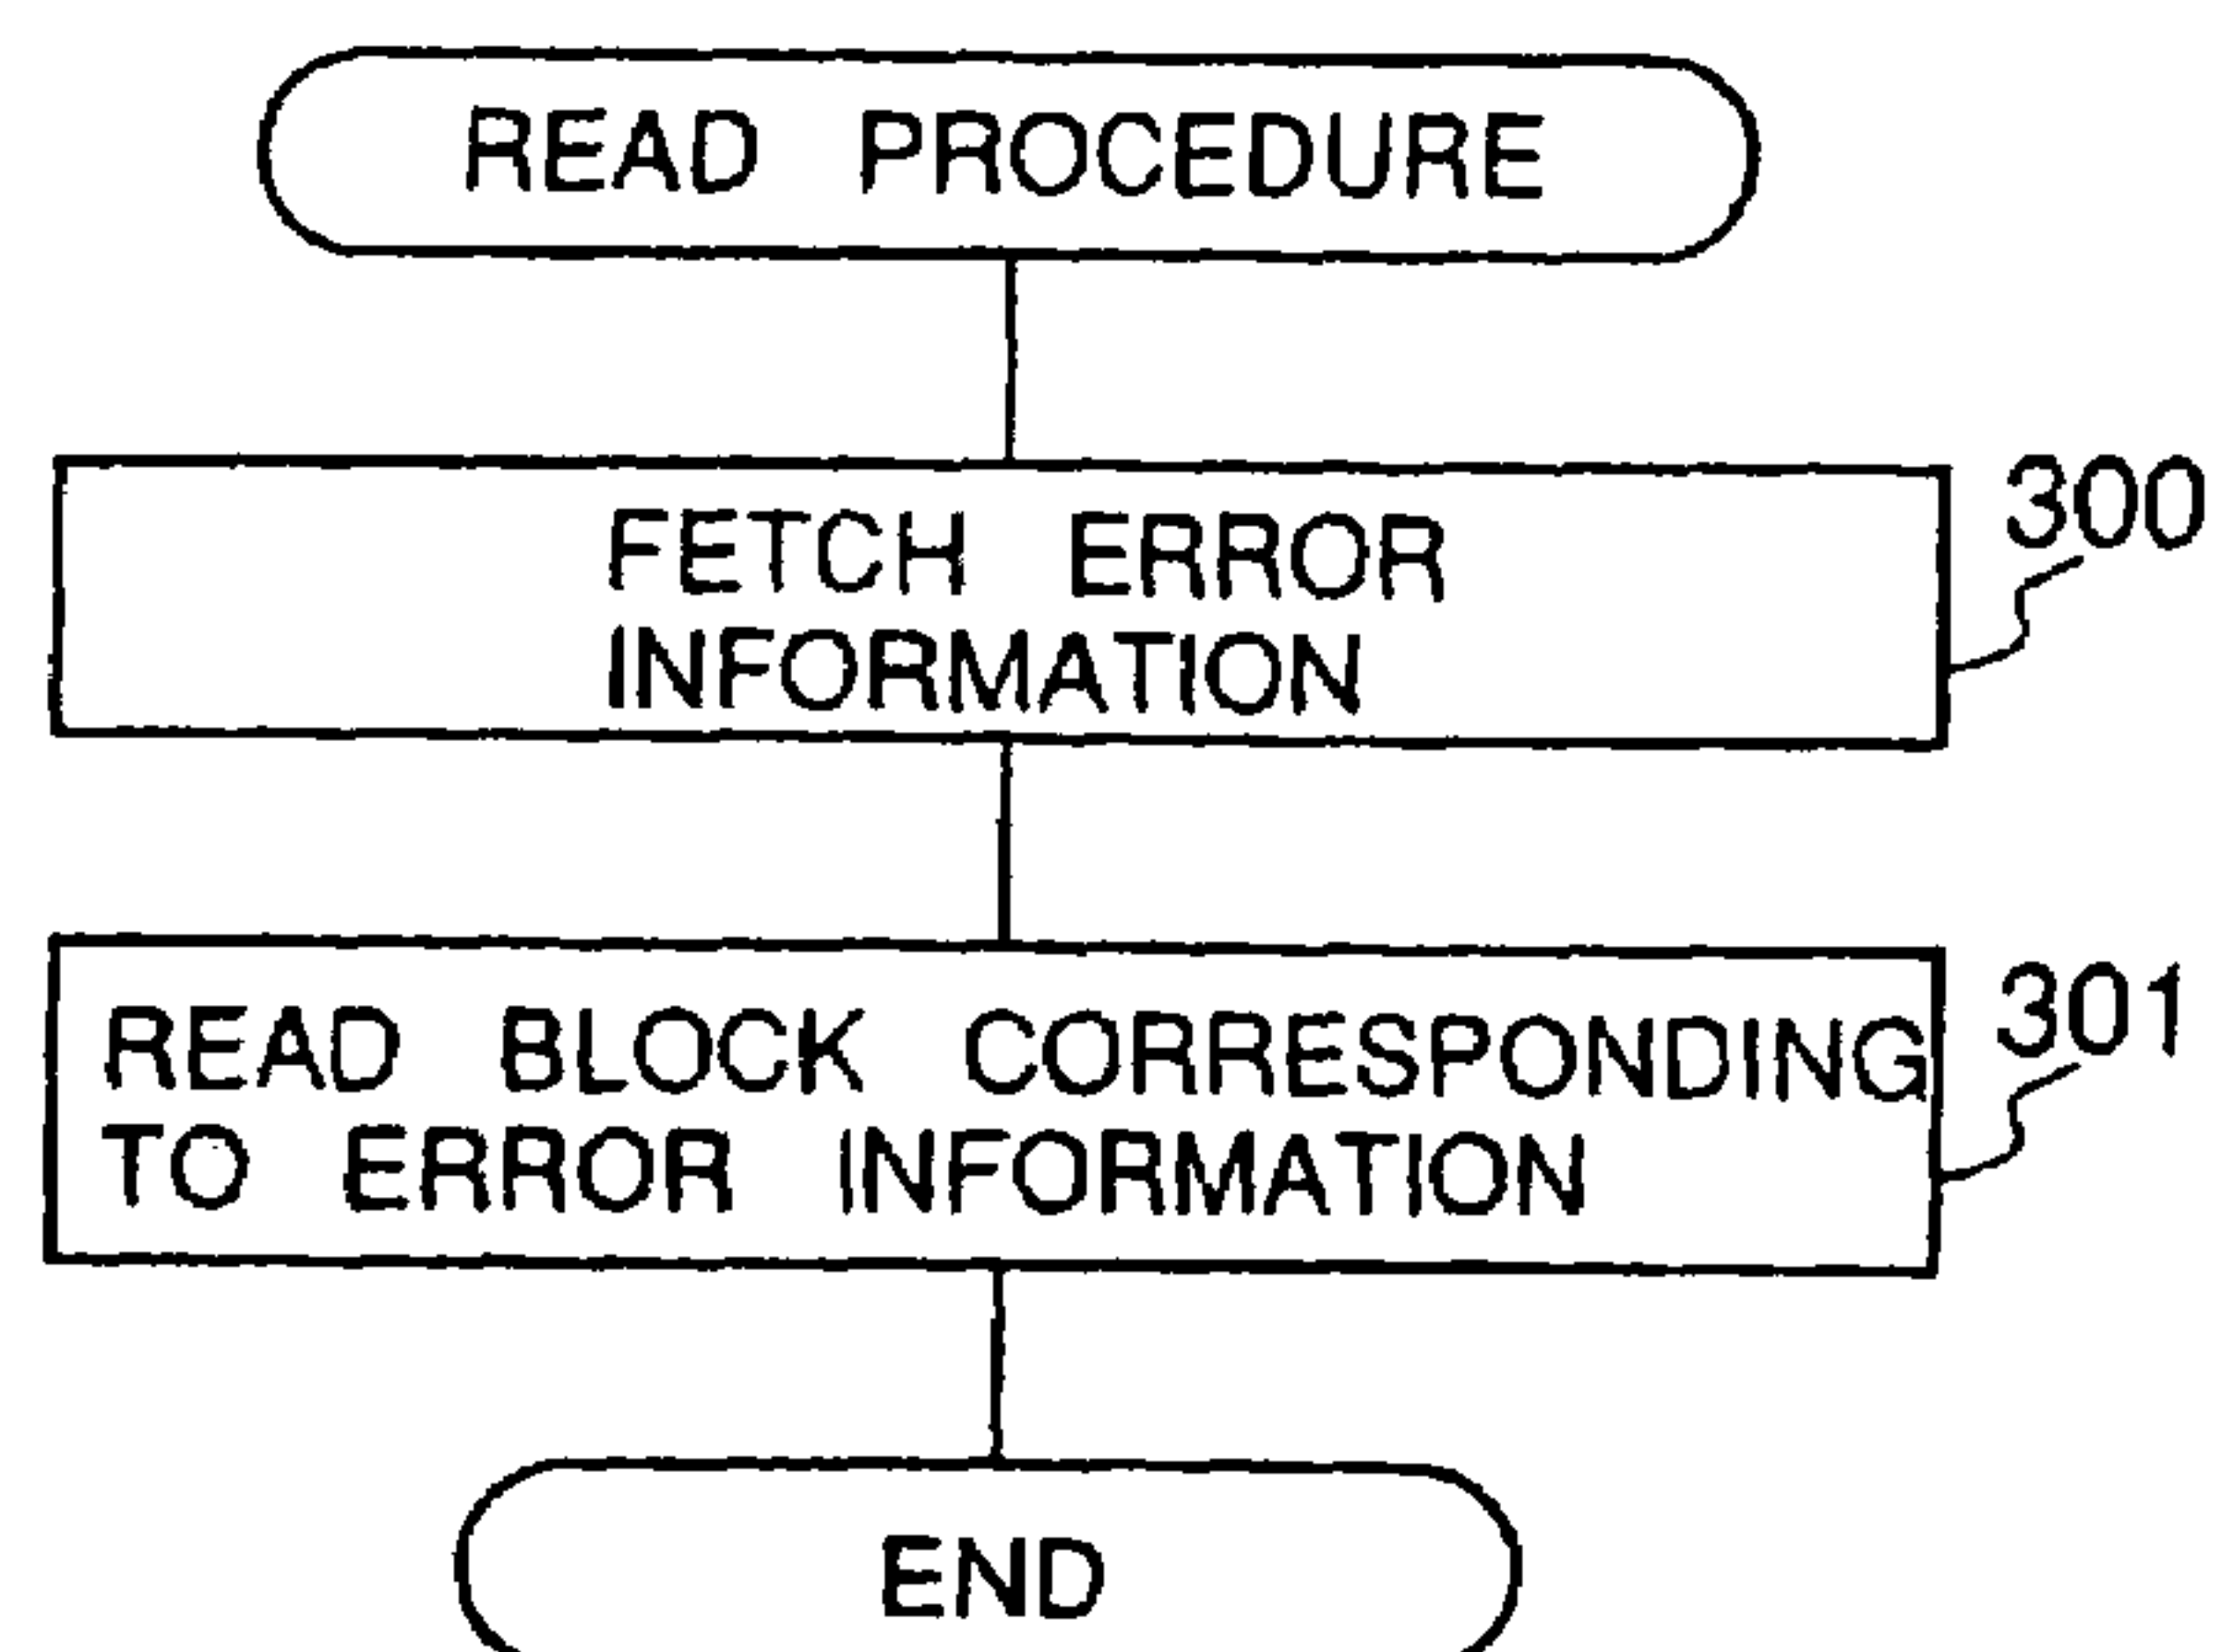 READ PROCEDURE
FETCH ERROR
INFORMATION
300
READ BLOCK CORRESPONDING
TO ERROR INFORMATION
301
END